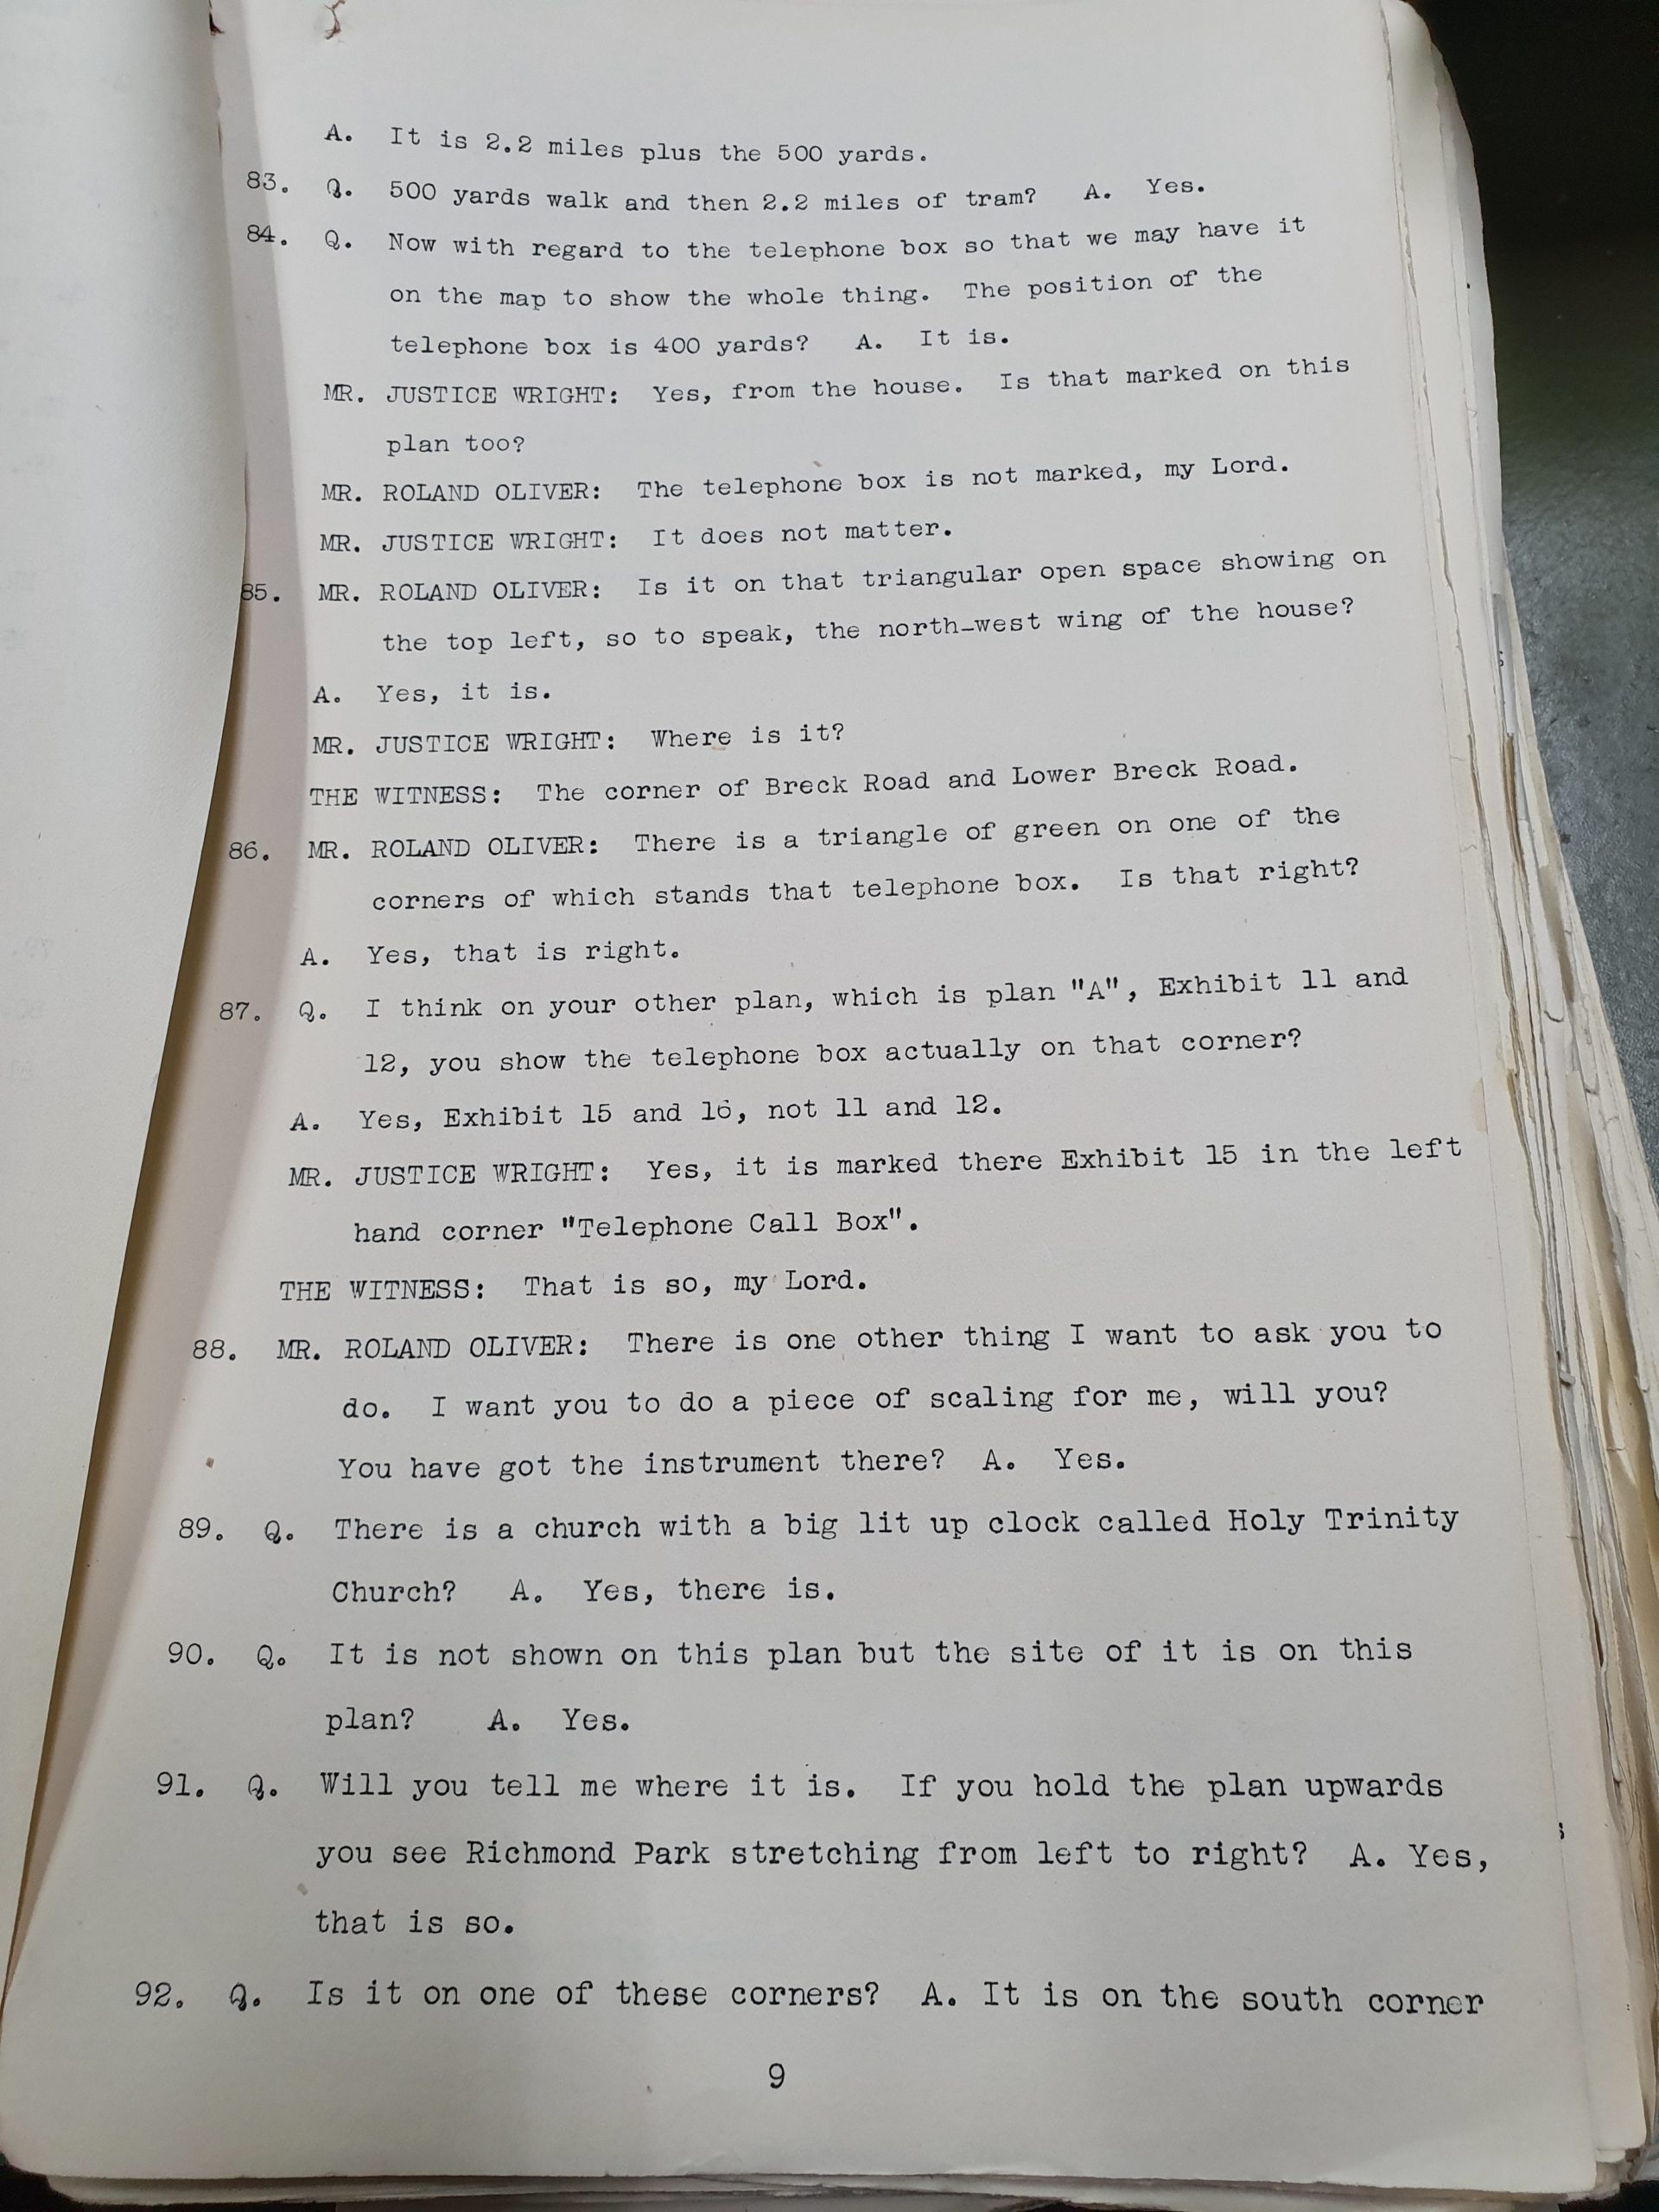 A. It is 2.2 miles plus the 500 yards.
83. Q. 500 yards walk and then 2.2 miles of tram? A. Yes.
84. Q. Now with regard to the telephone box so that we may have it
on the map to show the whole thing. The position of the
telephone box is 400 yards? A. It is.
MR. JUSTICE WRIGHT: Yes, from the house. Is that marked on this
plan too?
MR. ROLAND OLIVER: The telephone box is not marked, my Lord.
MR. JUSTICE WRIGHT: It does not matter.
85. MR. ROLAND OLIVER: Is it on that triangular open space showing on
the top left, so to speak, the north-west wing of the house?
A. Yes, it is.
MR. JUSTICE WRIGHT: Where is it?
THE WITNESS: The corner of Breck Road and Lower Breck Road.
86. MR. ROLAND OLIVER: There is a triangle of green on one of the
corners of which stands that telephone box. Is that right?
A. Yes, that is right.
87. Q. I think on your other plan, which is plan "A", Exhibit 11 and
12, you show the telephone box actually on that corner?
A. Yes, Exhibit 15 and 16, not 11 and 12.
MR. JUSTICE WRIGHT: Yes, it is marked there Exhibit 15 in the left
hand corner "Telephone Call Box".
THE WITNESS: That is so, my Lord.
88. MR. ROLAND OLIVER: There is one other thing I want to ask you to
do. I want you to do a piece of scaling for me, will you?
You have got the instrument there? A. Yes.
89. Q. There is a church with a big lit up clock called Holy Trinity
Church? A. Yes, there is.
90. Q. It is not shown on this plan but the site of it is on this
plan? A. Yes.
91. Q. Will you tell me where it is. If you hold the plan upwards
you see Richmond Park stretching from left to right? A. Yes,
that is so.
92. Q. Is it on one of these corners? A. It is on the south corner
9